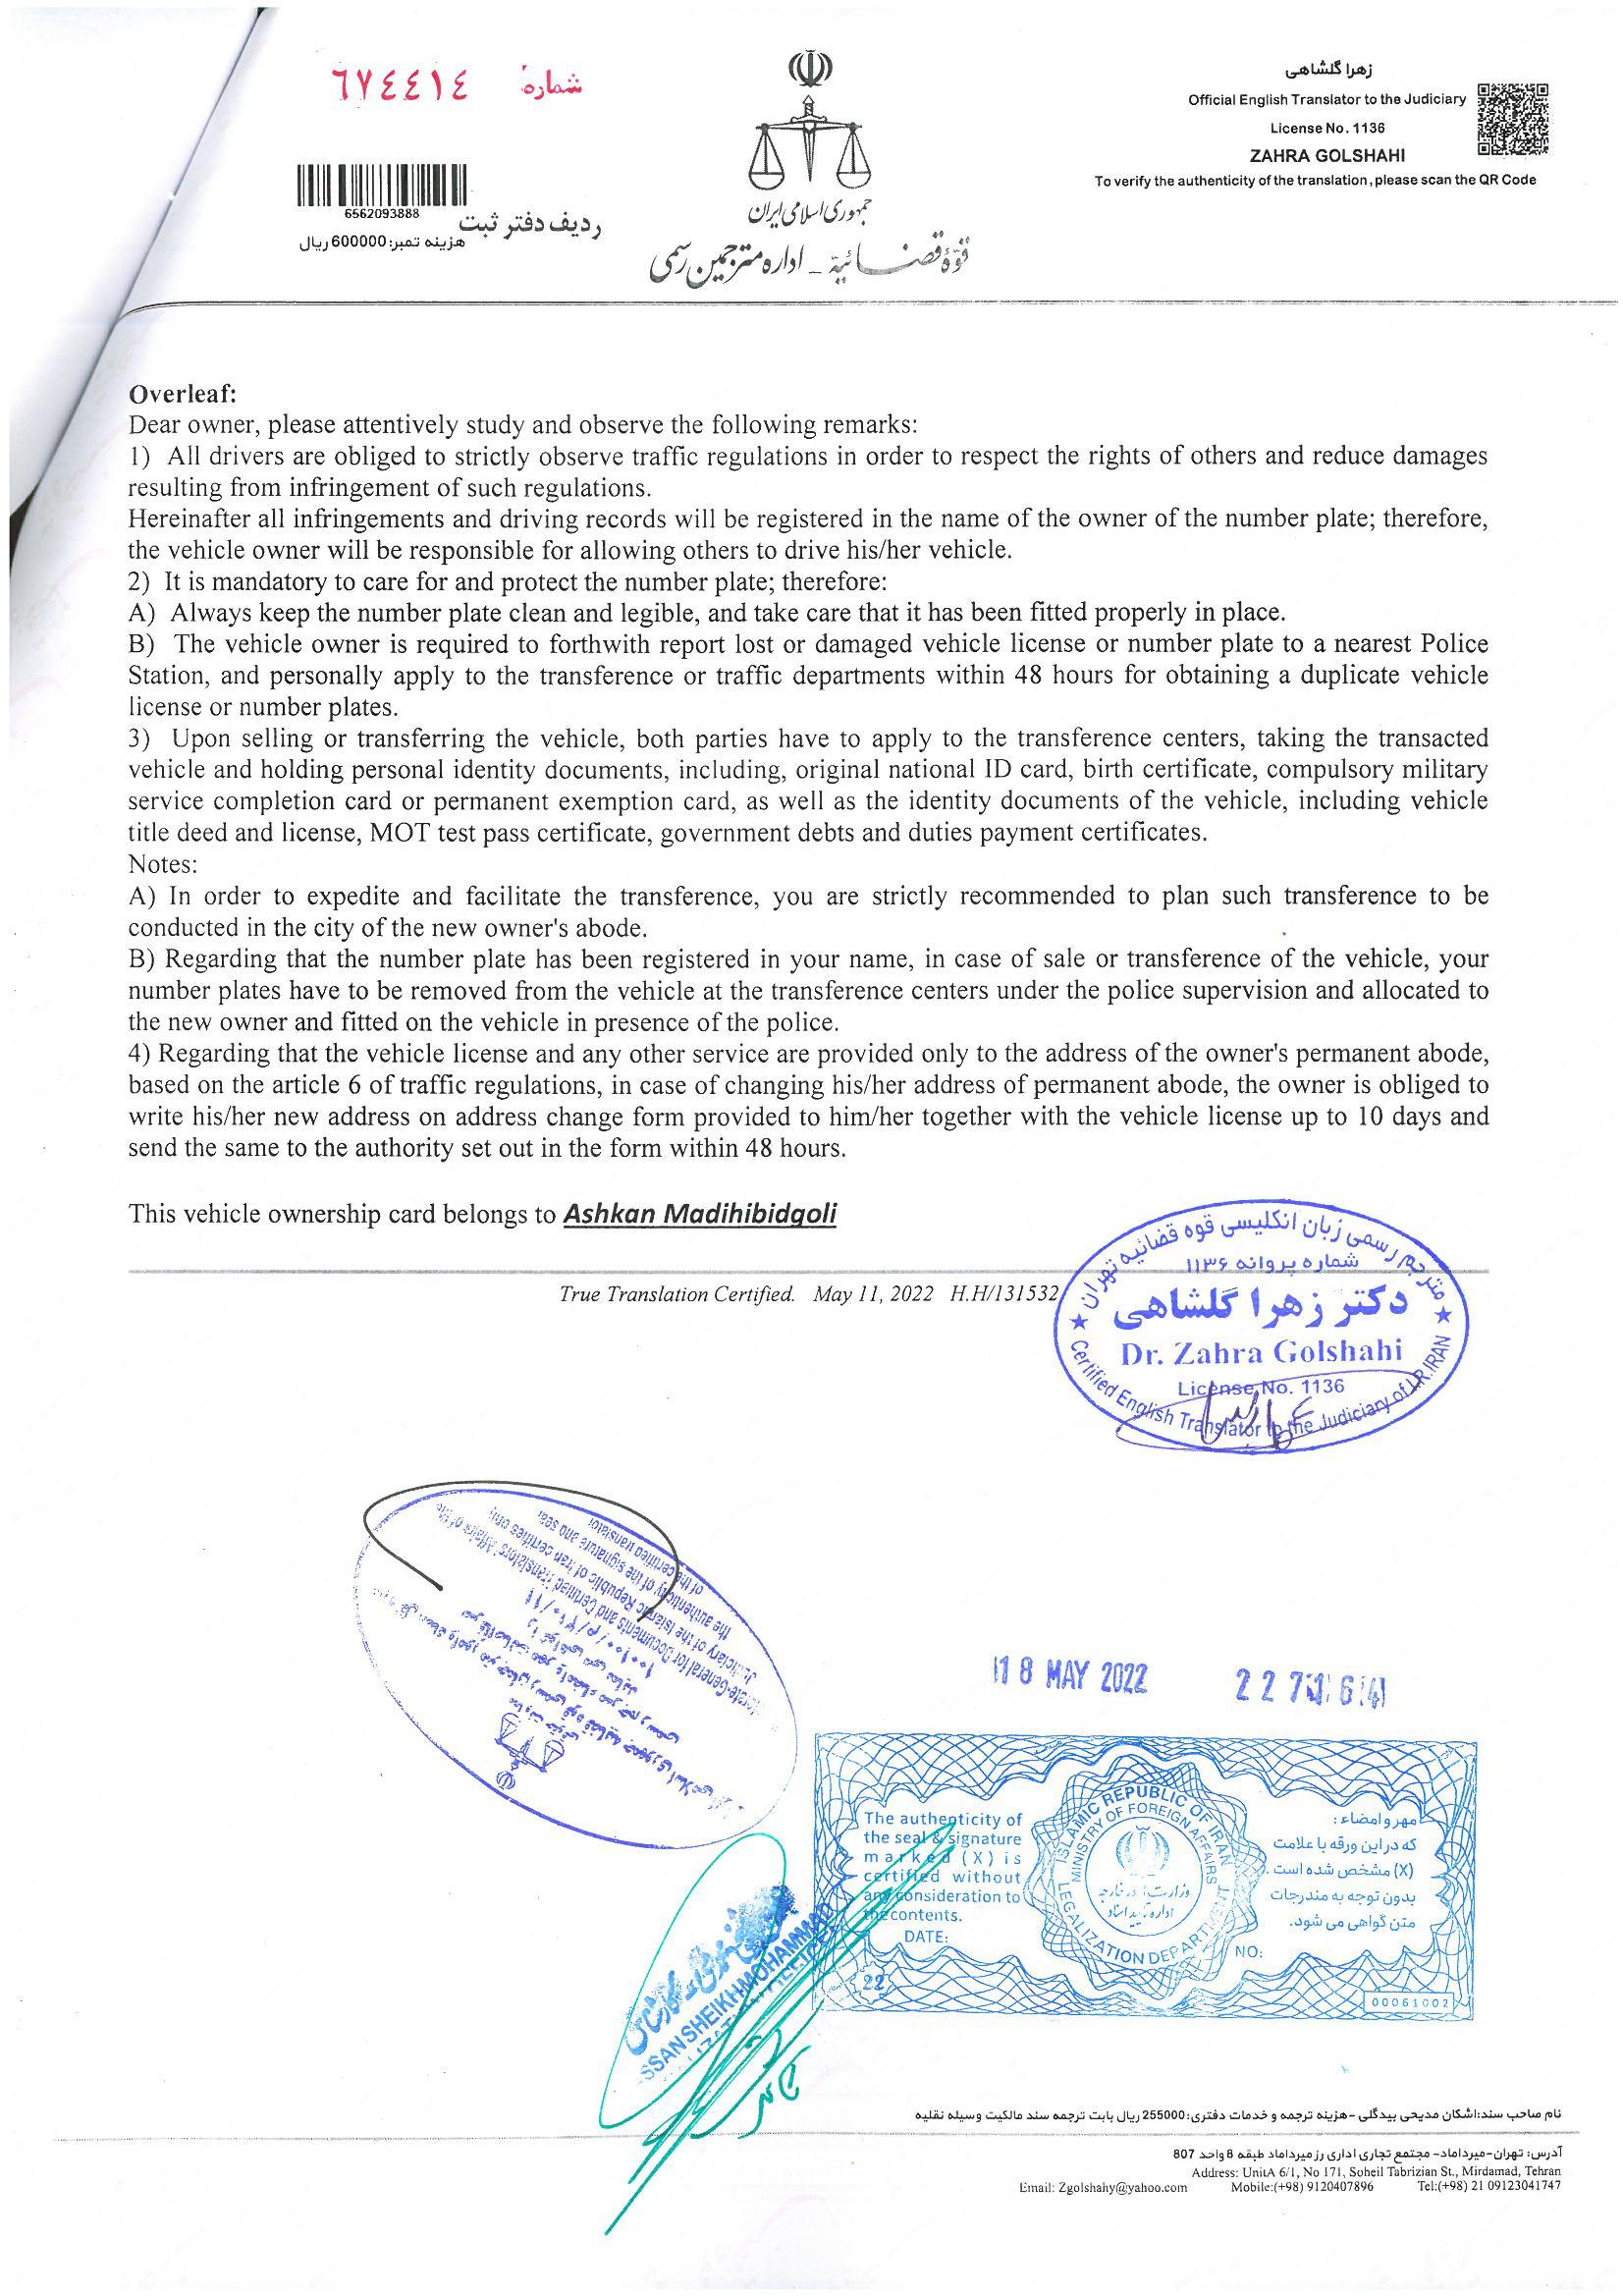 شماره ٦٧٤٤١٤
6562093888
ردیف دفتر ثبت
هزینه تمبر:600000 ریال
جمهوری اسلامی ایران
قوّهٔ قضـائیّه _ اداره مترجمین رسمی
زهرا گلشاهی
Official English Translator to the Judiciary
License No. 1136
ZAHRA GOLSHAHI
To verify the authenticity of the translation, please scan the QR Code
Overleaf:
Dear owner, please attentively study and observe the following remarks:
1) All drivers are obliged to strictly observe traffic regulations in order to respect the rights of others and reduce damages
resulting from infringement of such regulations.
Hereinafter all infringements and driving records will be registered in the name of the owner of the number plate; therefore,
the vehicle owner will be responsible for allowing others to drive his/her vehicle.
2) It is mandatory to care for and protect the number plate; therefore:
A) Always keep the number plate clean and legible, and take care that it has been fitted properly in place.
B) The vehicle owner is required to forthwith report lost or damaged vehicle license or number plate to a nearest Police
Station, and personally apply to the transference or traffic departments within 48 hours for obtaining a duplicate vehicle
license or number plates.
3) Upon selling or transferring the vehicle, both parties have to apply to the transference centers, taking the transacted
vehicle and holding personal identity documents, including, original national ID card, birth certificate, compulsory military
service completion card or permanent exemption card, as well as the identity documents of the vehicle, including vehicle
title deed and license, MOT test pass certificate, government debts and duties payment certificates.
Notes:
A) In order to expedite and facilitate the transference, you are strictly recommended to plan such transference to be
conducted in the city of the new owner's abode.
B) Regarding that the number plate has been registered in your name, in case of sale or transference of the vehicle, your
number plates have to be removed from the vehicle at the transference centers under the police supervision and allocated to
the new owner and fitted on the vehicle in presence of the police.
4) Regarding that the vehicle license and any other service are provided only to the address of the owner's permanent abode,
based on the article 6 of traffic regulations, in case of changing his/her address of permanent abode, the owner is obliged to
write his/her new address on address change form provided to him/her together with the vehicle license up to 10 days and
send the same to the authority set out in the form within 48 hours.
This vehicle ownership card belongs to Ashkan Madihibidgoli
True Translation Certified. May 11, 2022 H.H/131532
مترجم رسمی زبان انگلیسی قوه قضائیه تهران
شماره پروانه ۱۱۳۶
دکتر زهرا گلشاهی
Dr. Zahra Golshahi
License No. 1136
Certified English Translator to the Judiciary of I.R.IRAN
Judiciary of the Islamic Republic of Iran certifies only
the authenticity of the signature and seal
of the certified translator
18 MAY 2022
The authenticity of
the seal & signature
marked (X) is
certified without
any consideration to
the contents.
DATE:
22
ISLAMIC REPUBLIC OF IRAN
MINISTRY OF FOREIGN AFFAIRS
LEGALIZATION DEPARTMENT
وزارت امور خارجه
اداره تأیید اسناد
مهر و امضاء :
که در این ورقه با علامت
(X) مشخص شده است.
بدون توجه به مندرجات
متن گواهی می شود.
NO:
00061002
SSAN SHEIKHMOHAMMAD
نام صاحب سند:اشکان مدیحی بیدگلی -هزینه ترجمه و خدمات دفتری:255000 ریال بابت ترجمه سند مالکیت وسیله نقلیه
آدرس: تهران-میرداماد- مجتمع تجاری اداری رز میرداماد طبقه 8 واحد 807
Address: UnitA 6/1, No 171, Soheil Tabrizian St., Mirdamad, Tehran
Email: Zgolshahy@yahoo.com Mobile:(+98) 9120407896 Tel:(+98) 21 09123041747